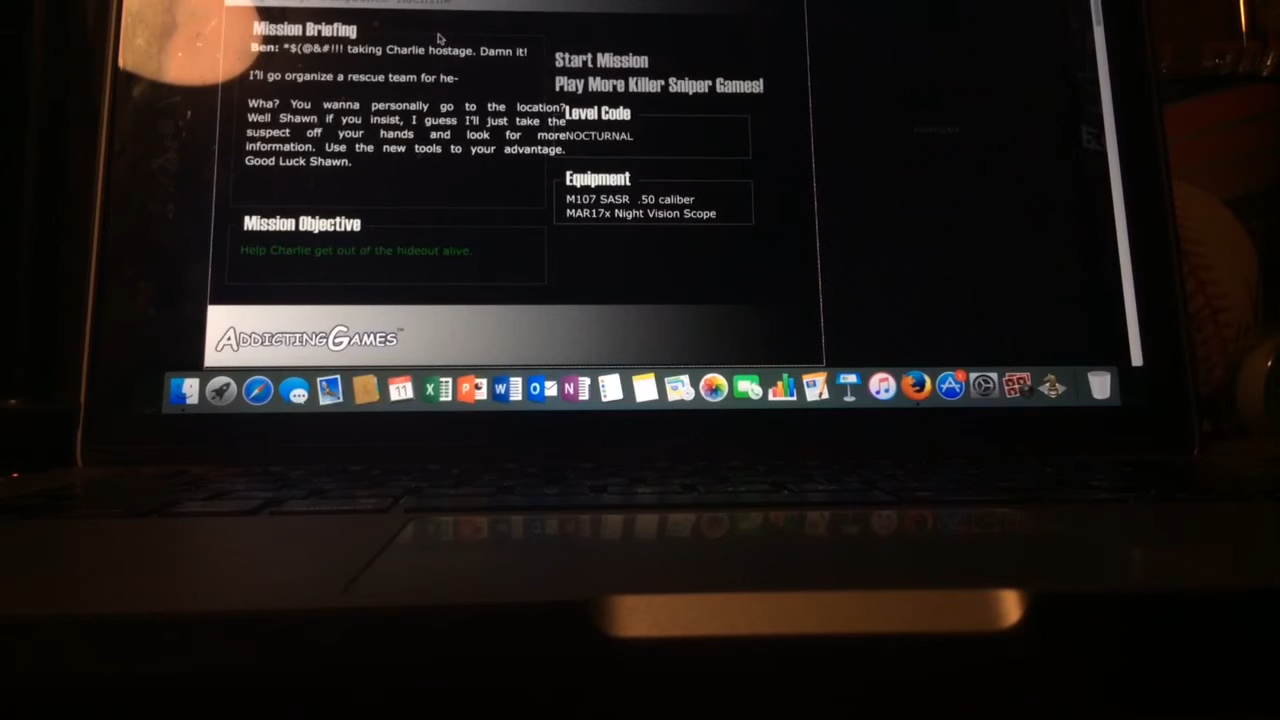 Mission Briefing
Ben: *$(@&#!!! taking Charlie hostage. Damn it!
I'll go organize a rescue team for he-
Wha? You wanna personally go to the location?
Well Shawn if you insist, I guess I'll just take the
suspect off your hands and look for more
information. Use the new tools to your advantage.
Good Luck Shawn.
Mission Objective
Help Charlie get out of the hideout alive.
Start Mission
Play More Killer Sniper Games!
Level Code
NOCTURNAL
Equipment
M107 SASR .50 caliber
MAR17x Night Vision Scope
ADDICTINGGAMES™
11
X
P
W
O
N